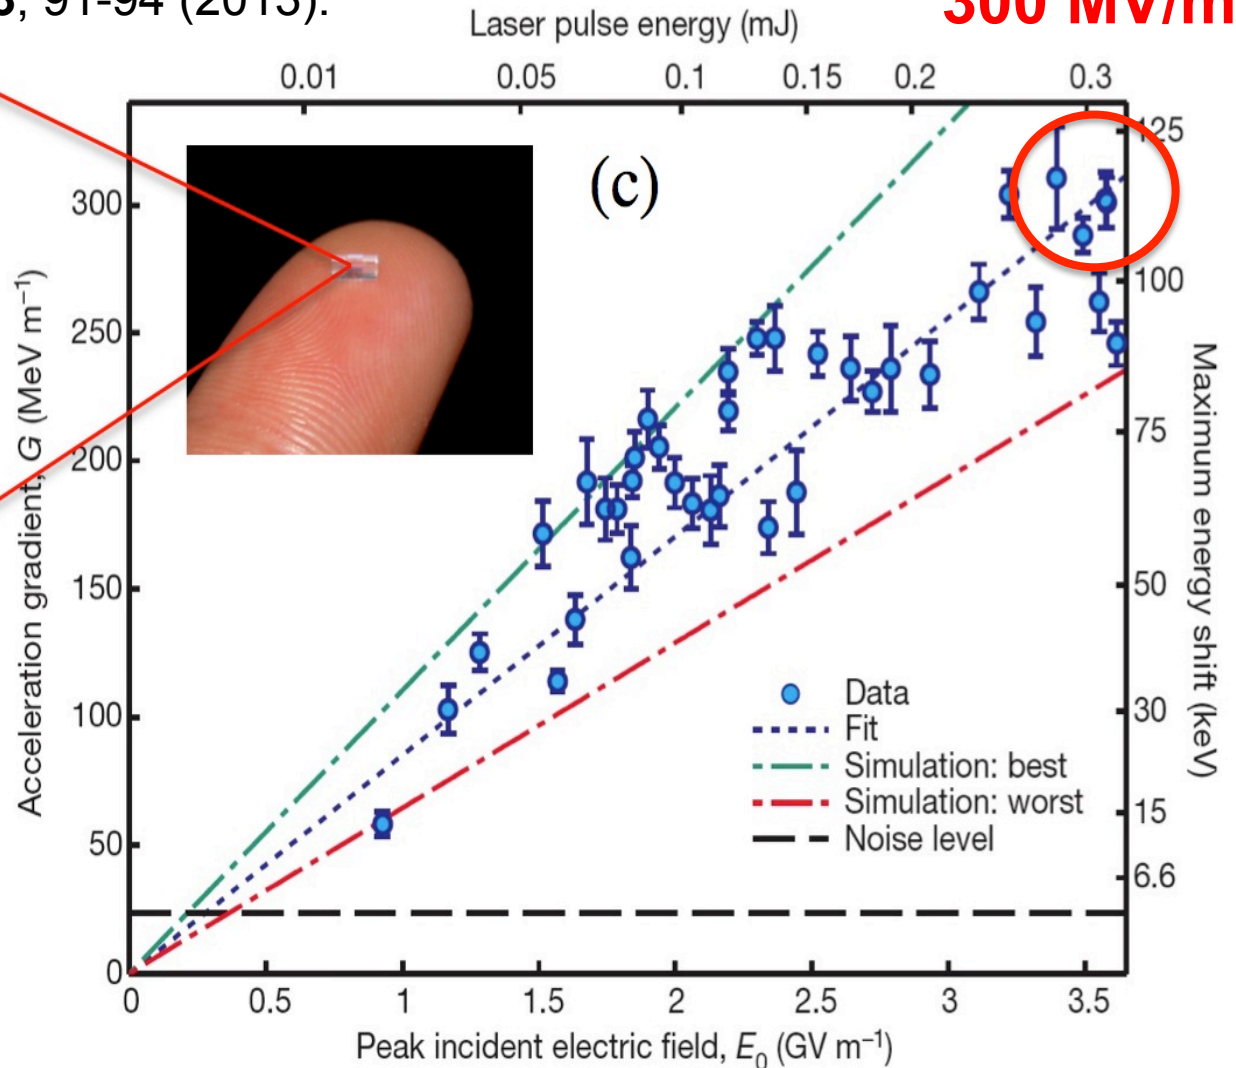 , 91-94 (2013).
300 MV/m
Laser pulse energy (mJ)
0.01 0.05 0.1 0.15 0.2 0.3
(c)
Acceleration gradient, G (MeV m⁻¹)
300
250
200
150
100
50
0
125
100
75
50
30
15
6.6
Maximum energy shift (keV)
Data
Fit
Simulation: best
Simulation: worst
Noise level
0 0.5 1 1.5 2 2.5 3 3.5
Peak incident electric field, E₀ (GV m⁻¹)